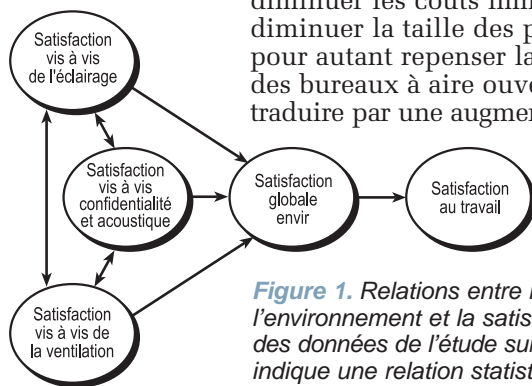 diminuer les coûts imm
diminuer la taille des p
pour autant repenser la
des bureaux à aire ouve
traduire par une augmen
Satisfaction
vis à vis
de l'éclairage
Satisfaction
vis à vis
confidentialité
et acoustique
Satisfaction
vis à vis de
la ventilation
Satisfaction
globale
envir
Satisfaction
au travail
Figure 1. Relations entre l
l'environnement et la satis
des données de l'étude sur
indique une relation statist